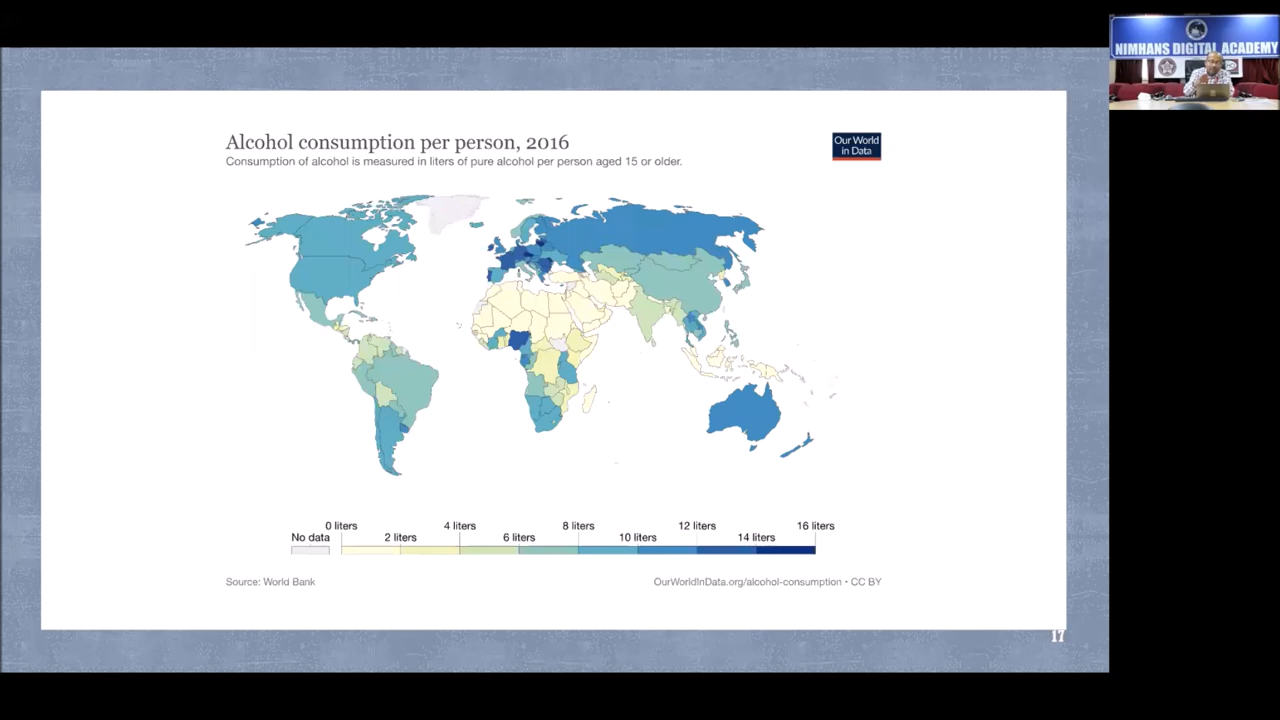 NIMHANS DIGITAL ACADEMY
Alcohol consumption per person, 2016
Consumption of alcohol is measured in liters of pure alcohol per person aged 15 or older.
Our World
in Data
0 liters
4 liters
8 liters
12 liters
16 liters
No data
2 liters
6 liters
10 liters
14 liters
Source: World Bank
OurWorldInData.org/alcohol-consumption • CC BY
17